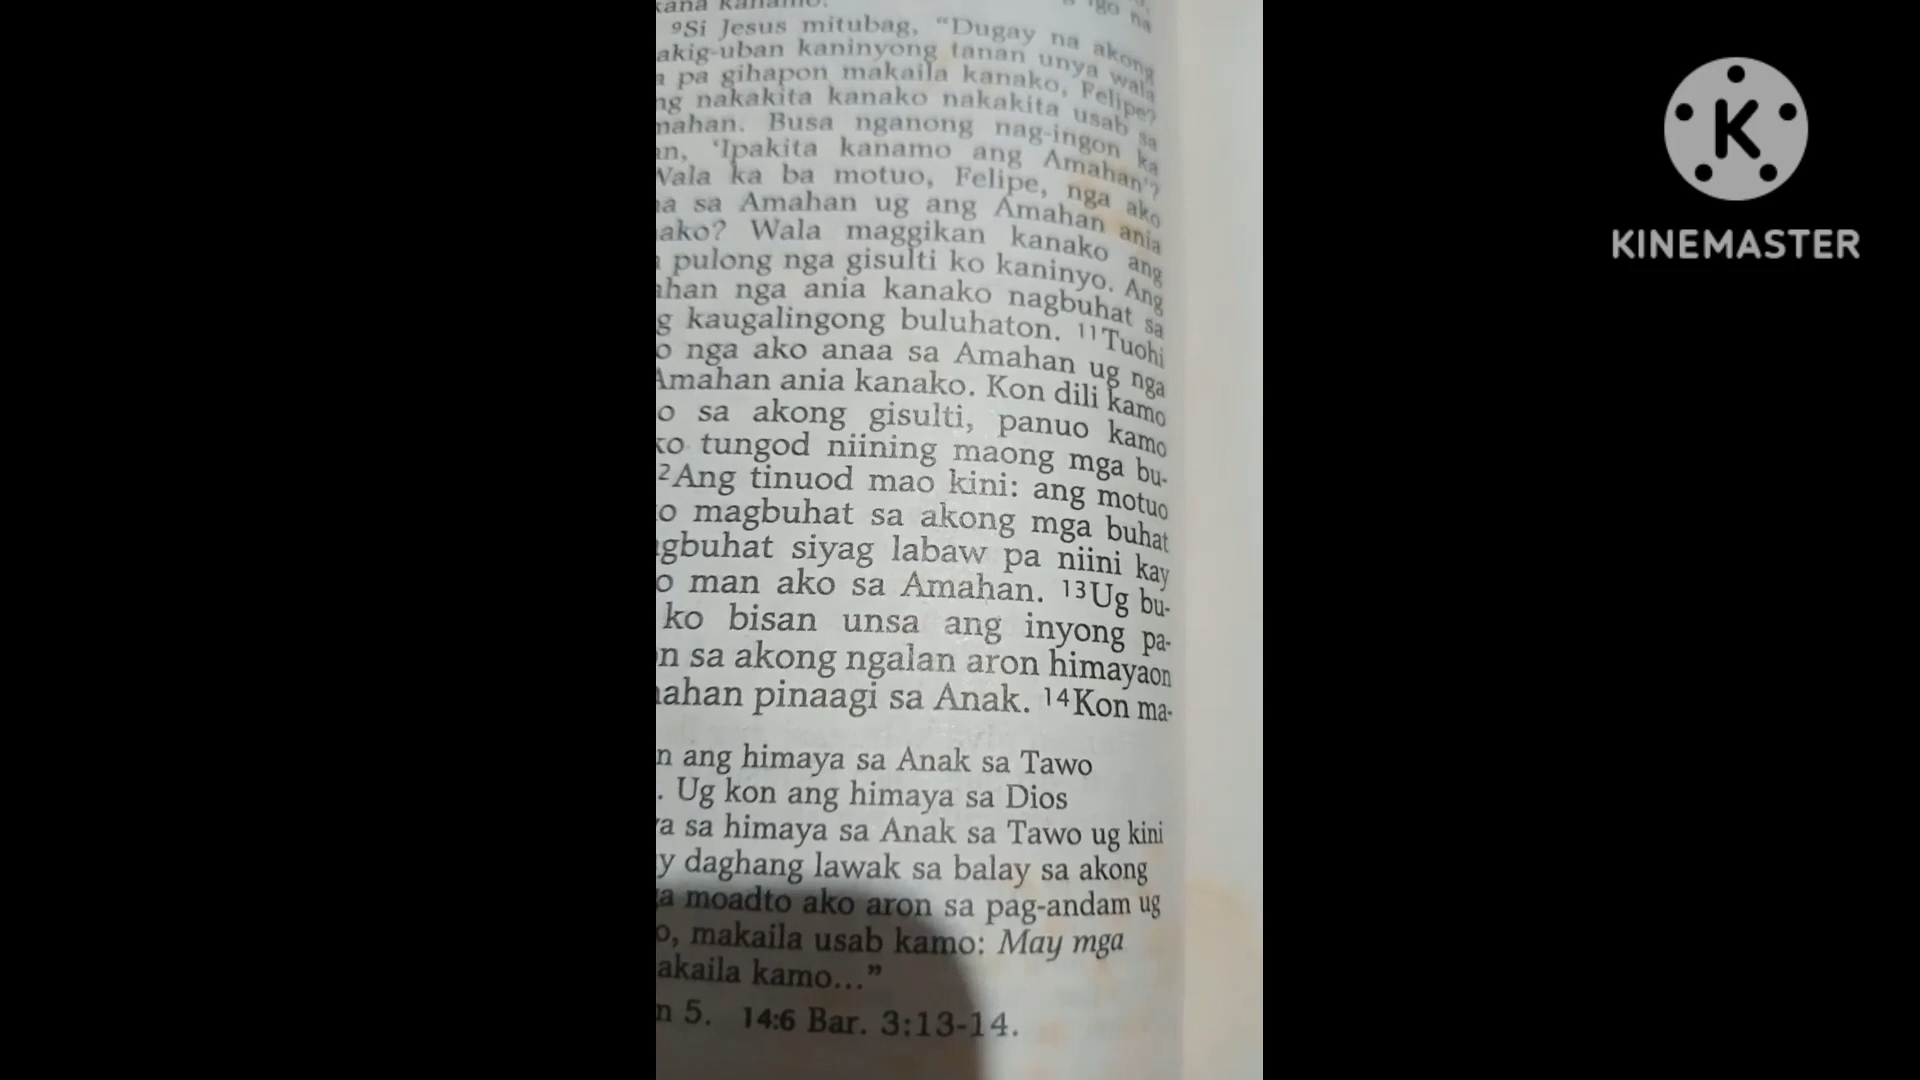 kana kanamo.
go na
9Si Jesus mitubag, "Dugay na akong
akig-uban kaninyong tanan unya wala
a pa gihapon makaila kanako, Felipe?
ng nakakita kanako nakakita usab sa
mahan. Busa nganong nag-ingon ka
an, 'Ipakita kanamo ang Amahan'?
Wala ka ba motuo, Felipe, nga ako
a sa Amahan ug ang Amahan ania
ako? Wala maggikan kanako ang
pulong nga gisulti ko kaninyo. Ang
ahan nga ania kanako nagbuhat sa
g kaugalingong buluhaton. 11Tuohi
o nga ako anaa sa Amahan ug nga
Amahan ania kanako. Kon dili kamo
o sa akong gisulti, panuo kamo
ko tungod niining maong mga bu-
2Ang tinuod mao kini: ang motuo
o magbuhat sa akong mga buhat
gbuhat siyag labaw pa niini kay
o man ako sa Amahan. 13Ug bu-
ko bisan unsa ang inyong pa-
n sa akong ngalan aron himayaon
ahan pinaagi sa Anak. 14Kon ma-
n ang himaya sa Anak sa Tawo
. Ug kon ang himaya sa Dios
a sa himaya sa Anak sa Tawo ug kini
y daghang lawak sa balay sa akong
a moadto ako aron sa pag-andam ug
o, makaila usab kamo: May mga
akaila kamo..."
n 5. 14:6 Bar. 3:13-14.
K
KINEMASTER